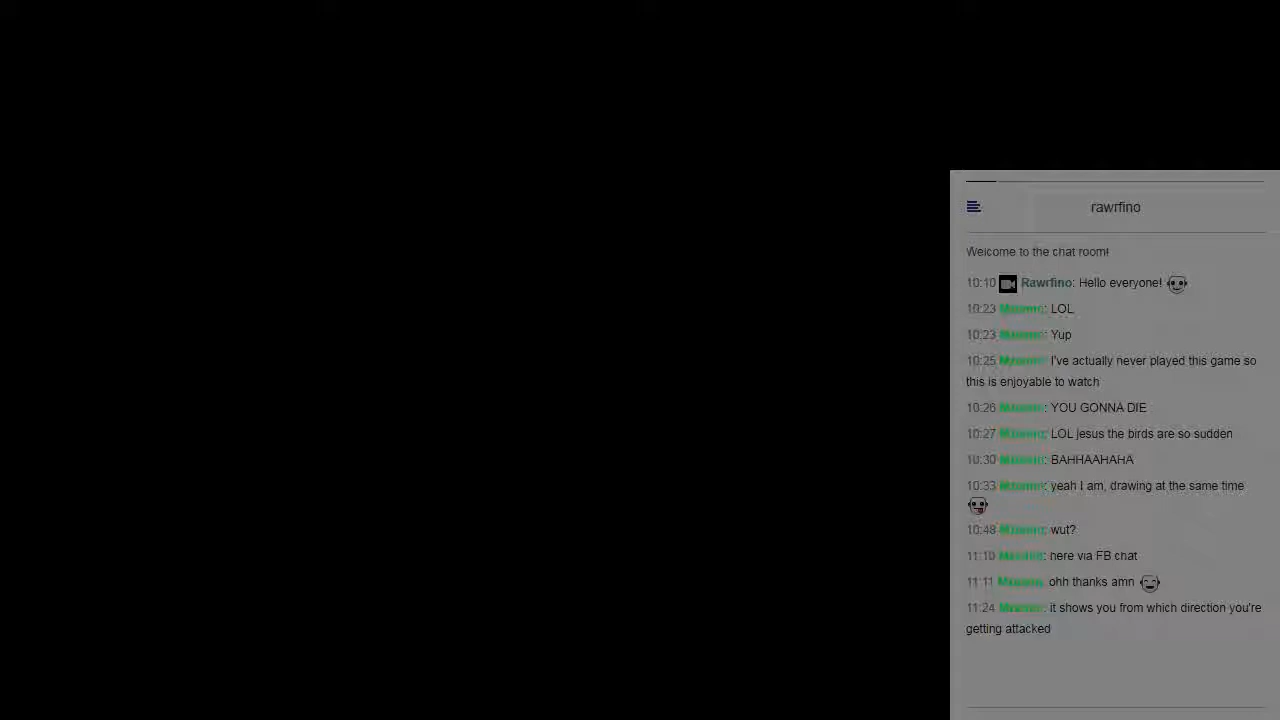 rawrfino
Welcome to the chat room!
10:10 Rawrfino: Hello everyone!
10:23 : LOL
10:23 : Yup
10:25 : I've actually never played this game so
this is enjoyable to watch
10:26 : YOU GONNA DIE
10:27 : LOL jesus the birds are so sudden
10:30 : BAHHAAHAHA
10:33 : yeah I am, drawing at the same time
10:48 : wut?
11:10 : here via FB chat
11:11 : ohh thanks amn
11:24 : it shows you from which direction you're
getting attacked